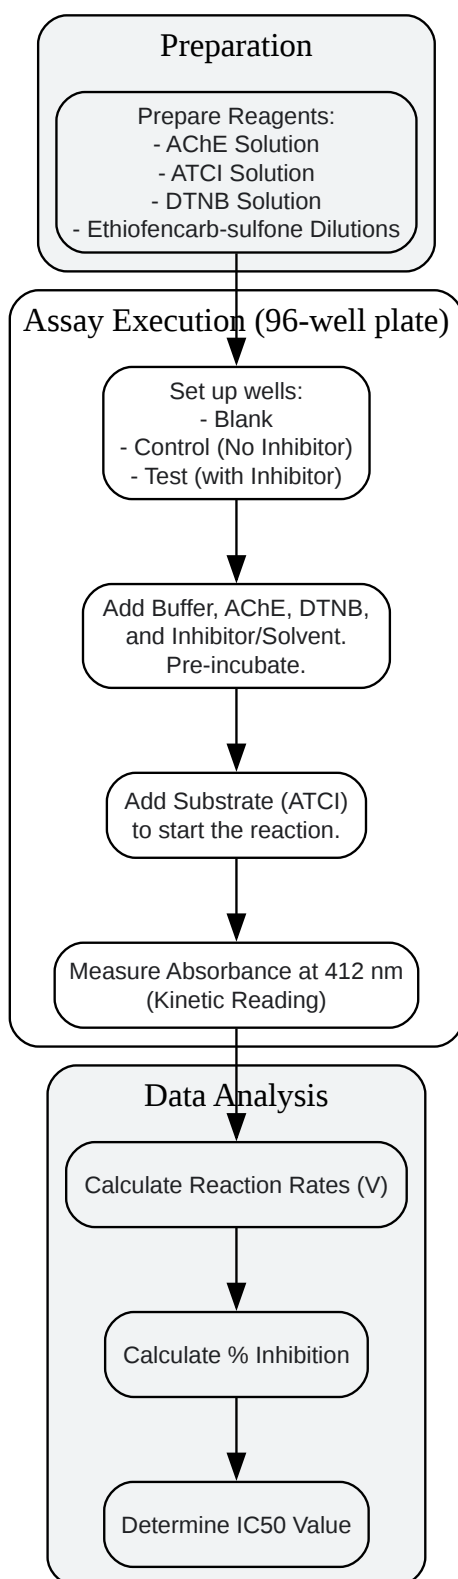 Preparation
Prepare Reagents:
- AChE Solution
- ATCI Solution
- DTNB Solution
- Ethiofencarb-sulfone Dilutions
Assay Execution (96-well plate)
Set up wells:
- Blank
- Control (No Inhibitor)
- Test (with Inhibitor)
Add Buffer, AChE, DTNB,
and Inhibitor/Solvent.
Pre-incubate.
Add Substrate (ATCI)
to start the reaction.
Measure Absorbance at 412 nm
(Kinetic Reading)
Data Analysis
Calculate Reaction Rates (V)
Calculate % Inhibition
Determine IC50 Value